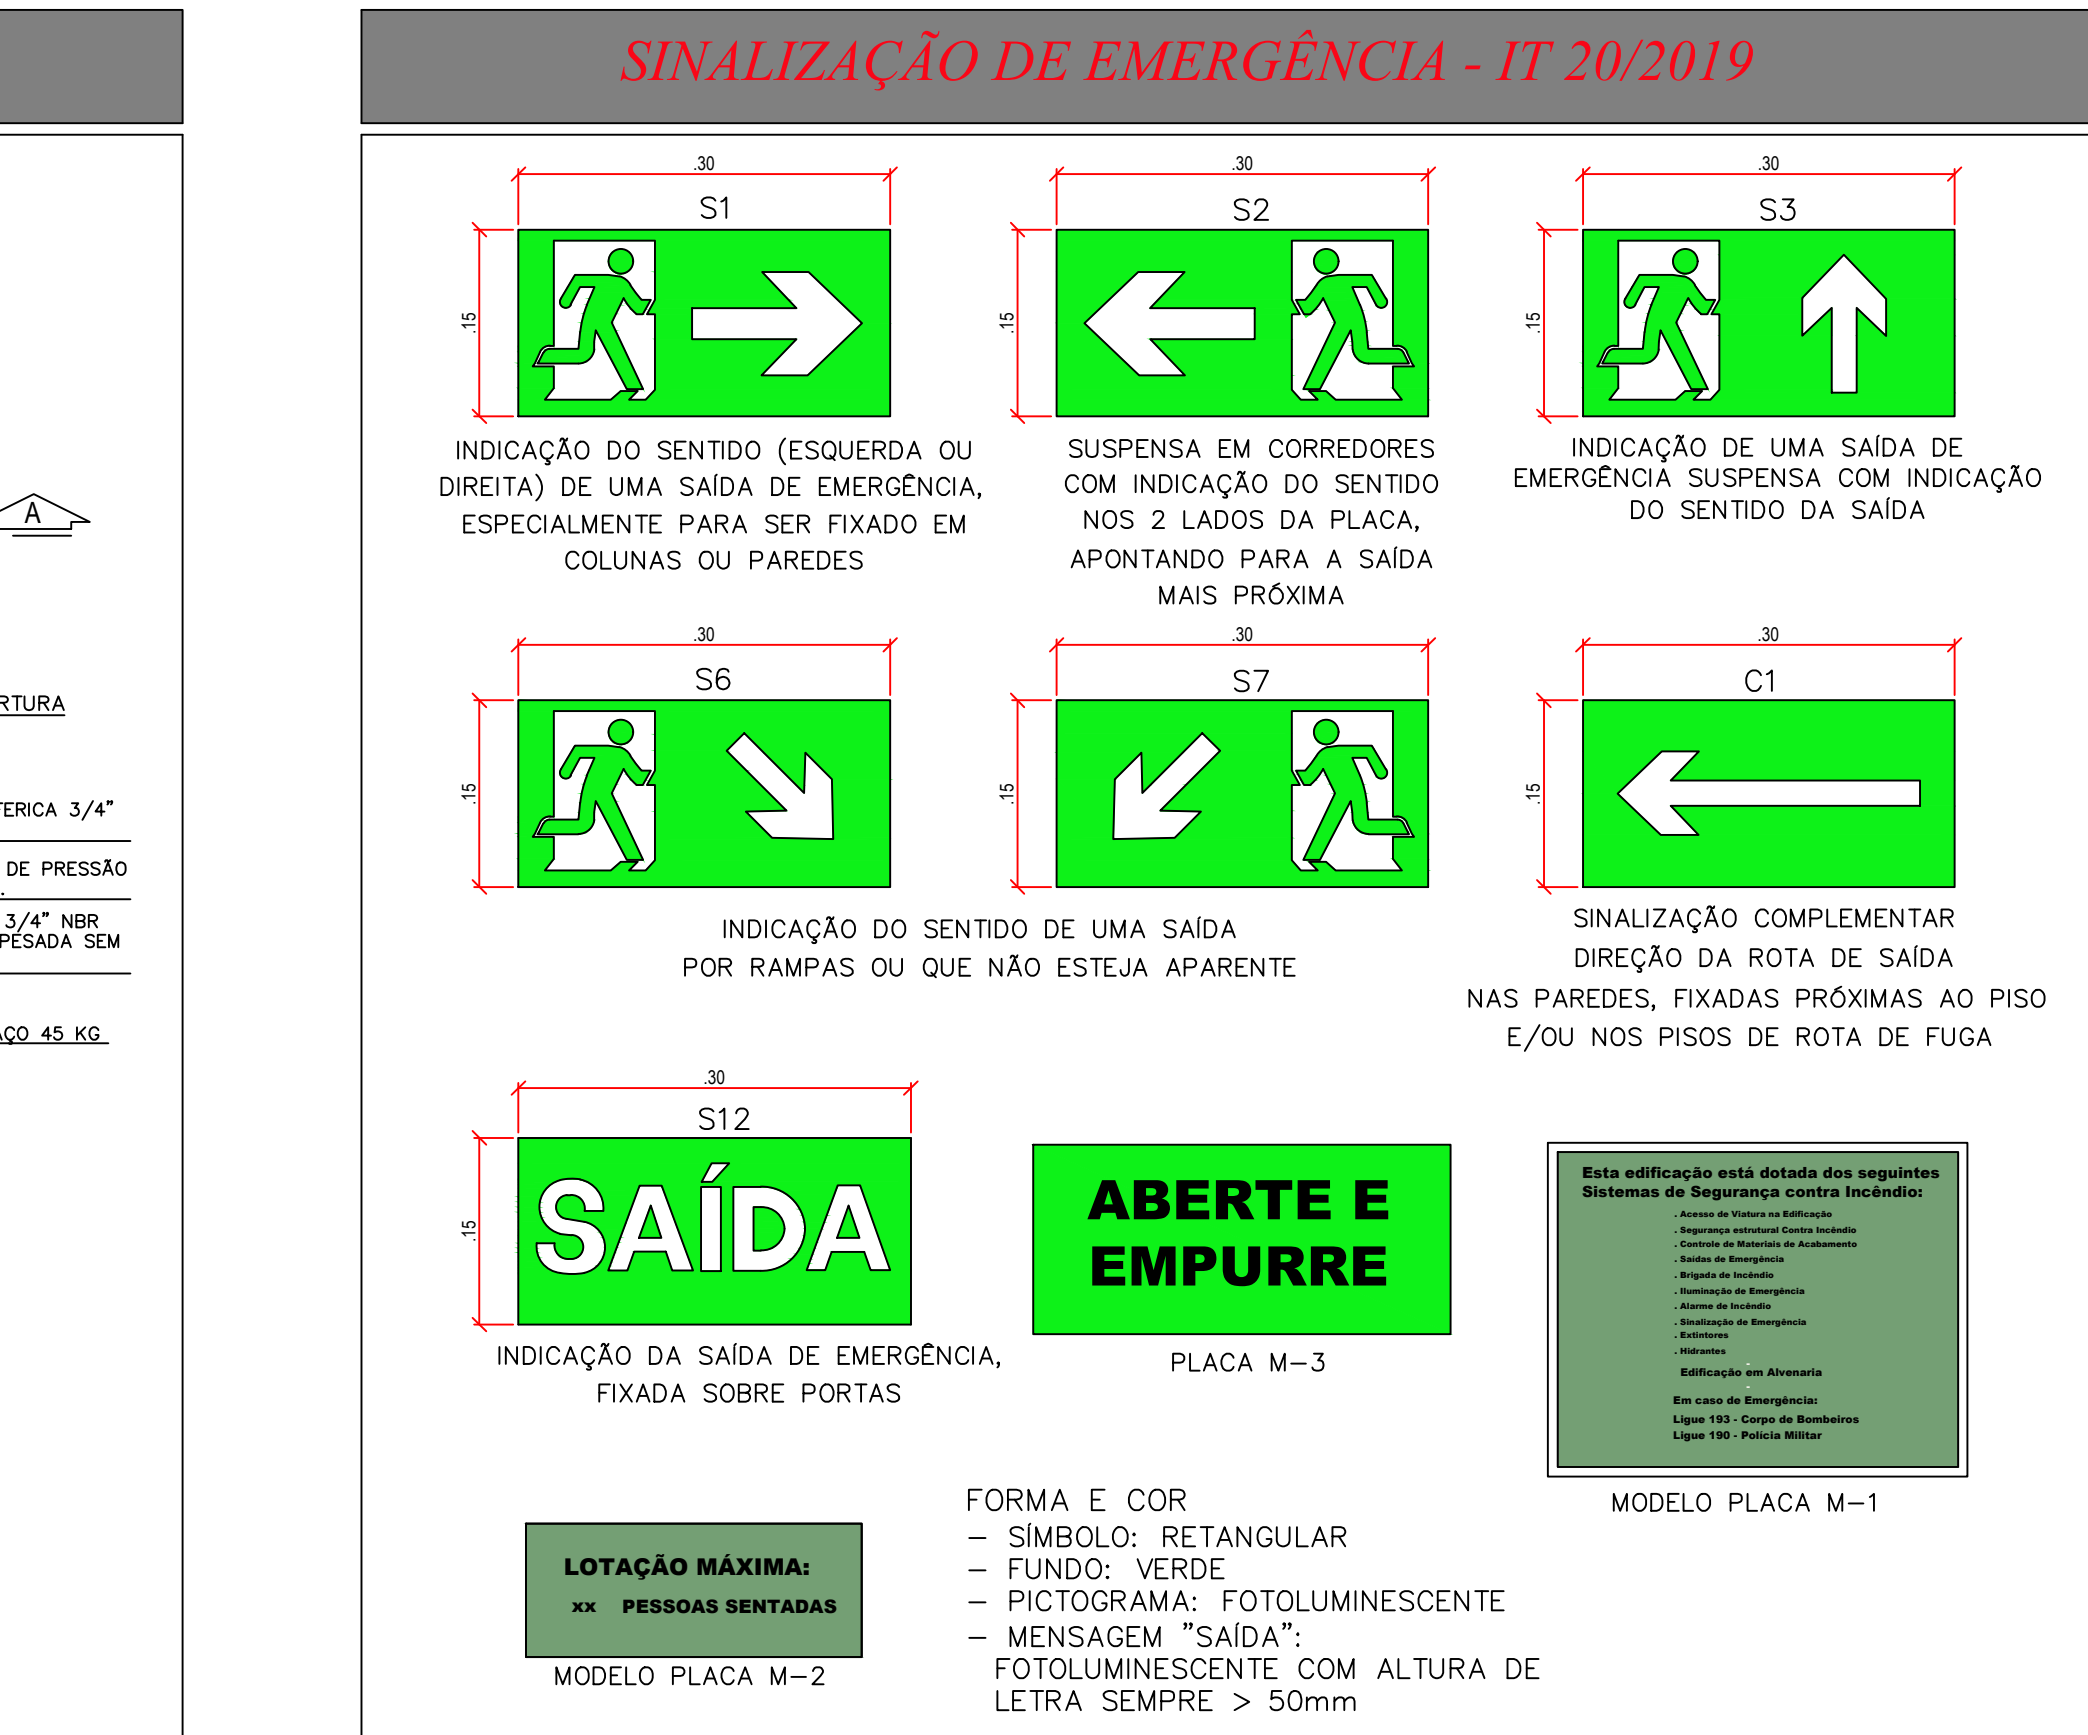 SINALIZAÇÃO DE EMERGÊNCIA - IT 20/2019
A
RTURA
FERICA 3/4"
DE PRESSÃO
3/4" NBR
PESADA SEM
AÇO 45 KG
.30
S1
.15
INDICAÇÃO DO SENTIDO (ESQUERDA OU
DIREITA) DE UMA SAÍDA DE EMERGÊNCIA,
ESPECIALMENTE PARA SER FIXADO EM
COLUNAS OU PAREDES
.30
S2
.15
SUSPENSA EM CORREDORES
COM INDICAÇÃO DO SENTIDO
NOS 2 LADOS DA PLACA,
APONTANDO PARA A SAÍDA
MAIS PRÓXIMA
.30
S3
.15
INDICAÇÃO DE UMA SAÍDA DE
EMERGÊNCIA SUSPENSA COM INDICAÇÃO
DO SENTIDO DA SAÍDA
.30
S6
.15
.30
S7
.15
INDICAÇÃO DO SENTIDO DE UMA SAÍDA
POR RAMPAS OU QUE NÃO ESTEJA APARENTE
.30
C1
.15
SINALIZAÇÃO COMPLEMENTAR
DIREÇÃO DA ROTA DE SAÍDA
NAS PAREDES, FIXADAS PRÓXIMAS AO PISO
E/OU NOS PISOS DE ROTA DE FUGA
.30
S12
.15
SAÍDA
INDICAÇÃO DA SAÍDA DE EMERGÊNCIA,
FIXADA SOBRE PORTAS
ABERTE E
EMPURRE
PLACA M-3
Esta edificação está dotada dos seguintes
Sistemas de Segurança contra Incêndio:
. Acesso de Viatura na Edificação
. Segurança estrutural Contra Incêndio
. Controle de Materiais de Acabamento
. Saídas de Emergência
. Brigada de Incêndio
. Iluminação de Emergência
. Alarme de Incêndio
. Sinalização de Emergência
. Extintores
. Hidrantes
Edificação em Alvenaria
Em caso de Emergência:
Ligue 193 - Corpo de Bombeiros
Ligue 190 - Polícia Militar
MODELO PLACA M-1
LOTAÇÃO MÁXIMA:
xx PESSOAS SENTADAS
MODELO PLACA M-2
FORMA E COR
- SÍMBOLO: RETANGULAR
- FUNDO: VERDE
- PICTOGRAMA: FOTOLUMINESCENTE
- MENSAGEM "SAÍDA":
FOTOLUMINESCENTE COM ALTURA DE
LETRA SEMPRE > 50mm